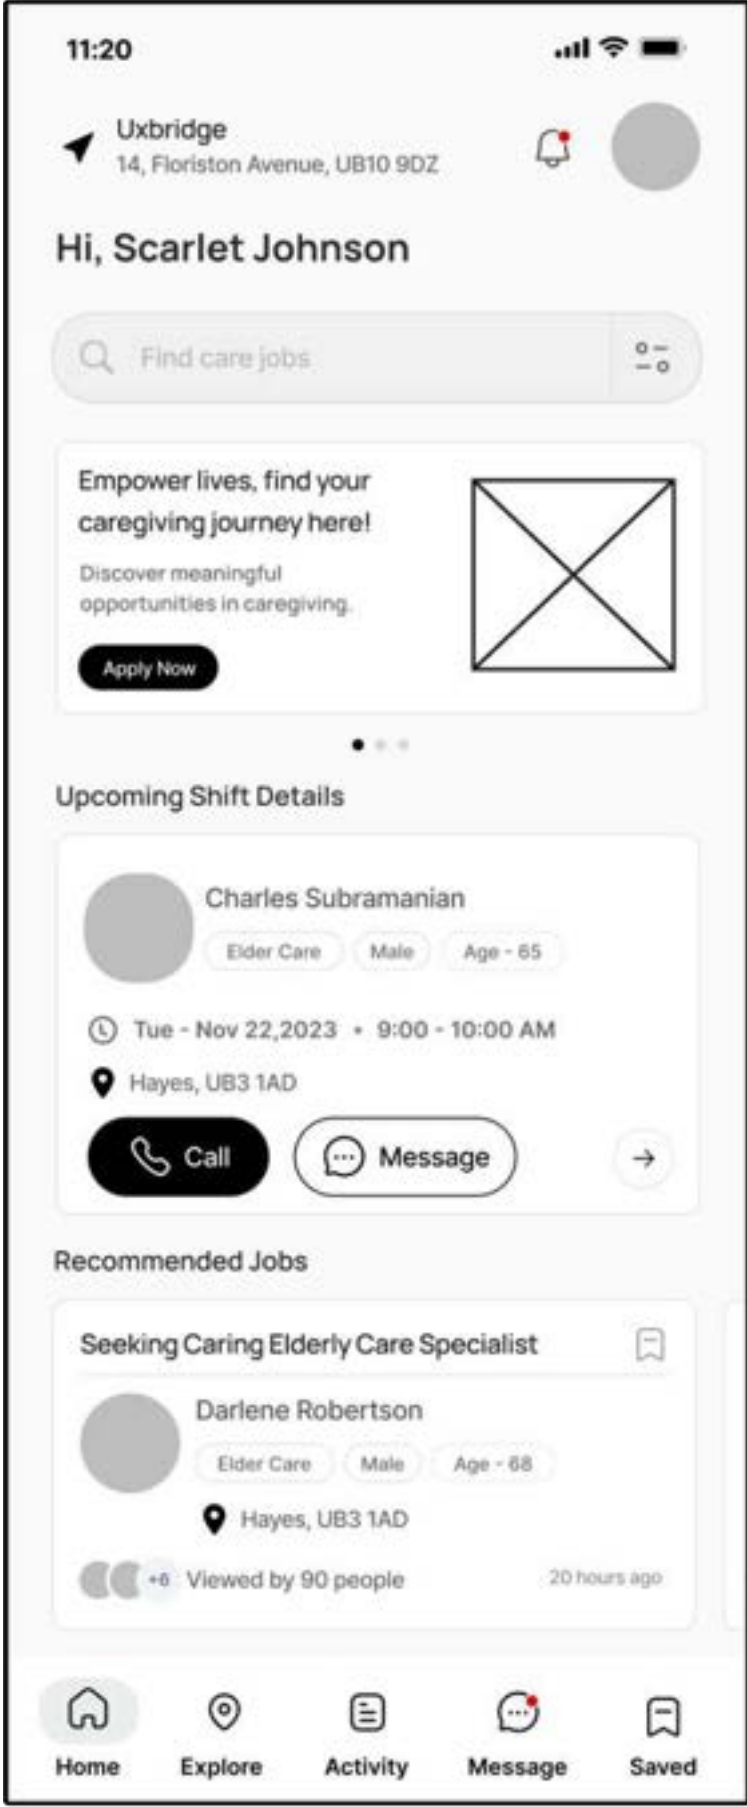 11:20
Uxbridge
14, Floriston Avenue, UB10 9DZ
Hi, Scarlet Johnson
Find care jobs
Empower lives, find your
caregiving journey here!
Discover meaningful
opportunities in caregiving.
Apply Now
Upcoming Shift Details
Charles Subramanian
Elder Care Male Age - 65
Tue - Nov 22,2023 • 9:00 - 10:00 AM
Hayes, UB3 1AD
Call Message
Recommended Jobs
Seeking Caring Elderly Care Specialist
Darlene Robertson
Elder Care Male Age - 68
Hayes, UB3 1AD
+6 Viewed by 90 people 20 hours ago
Home Explore Activity Message Saved